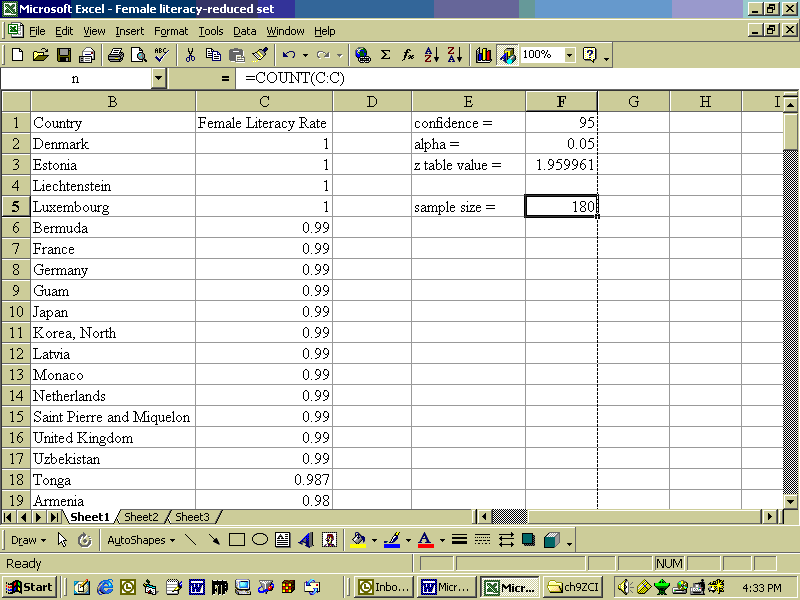 Microsoft Excel - Female literacy-reduced set
File Edit View Insert Format Tools Data Window Help
100%
n = =COUNT(C:C)
B C D E F G H I
1 Country Female Literacy Rate confidence = 95
2 Denmark 1 alpha = 0.05
3 Estonia 1 z table value = 1.959961
4 Liechtenstein 1
5 Luxembourg 1 sample size = 180
6 Bermuda 0.99
7 France 0.99
8 Germany 0.99
9 Guam 0.99
10 Japan 0.99
11 Korea, North 0.99
12 Latvia 0.99
13 Monaco 0.99
14 Netherlands 0.99
15 Saint Pierre and Miquelon 0.99
16 United Kingdom 0.99
17 Uzbekistan 0.99
18 Tonga 0.987
19 Armenia 0.98
Sheet1 Sheet2 Sheet3
Draw AutoShapes
Ready NUM
Start Inbo... Micr... Micr... ch9ZCI 4:33 PM